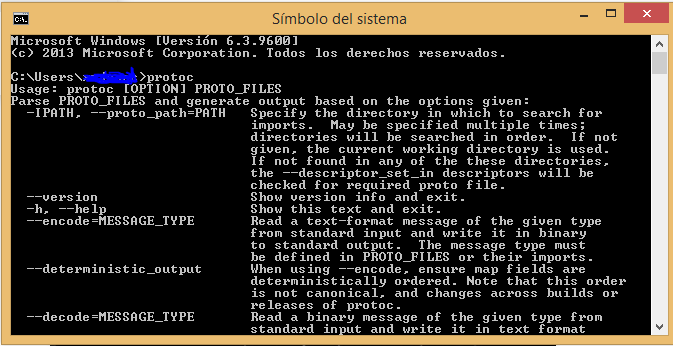 Símbolo del sistema
Microsoft Windows [Versión 6.3.9600]
(c) 2013 Microsoft Corporation. Todos los derechos reservados.
C:\Users\ >protoc
Usage: protoc [OPTION] PROTO_FILES
Parse PROTO_FILES and generate output based on the options given:
-IPATH, --proto_path=PATH Specify the directory in which to search for
imports. May be specified multiple times;
directories will be searched in order. If not
given, the current working directory is used.
If not found in any of the these directories,
the --descriptor_set_in descriptors will be
checked for required proto file.
--version Show version info and exit.
-h, --help Show this text and exit.
--encode=MESSAGE_TYPE Read a text-format message of the given type
from standard input and write it in binary
to standard output. The message type must
be defined in PROTO_FILES or their imports.
--deterministic_output When using --encode, ensure map fields are
deterministically ordered. Note that this order
is not canonical, and changes across builds or
releases of protoc.
--decode=MESSAGE_TYPE Read a binary message of the given type from
standard input and write it in text format